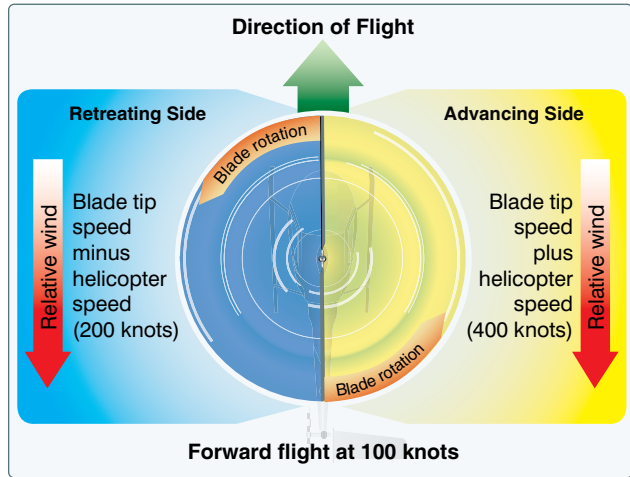 Direction of Flight
Retreating Side
Advancing Side
Blade rotation
Relative wind
Blade tip
speed
minus
helicopter
speed
(200 knots)
Blade tip
speed
plus
helicopter
speed
(400 knots)
Relative wind
Blade rotation
Forward flight at 100 knots